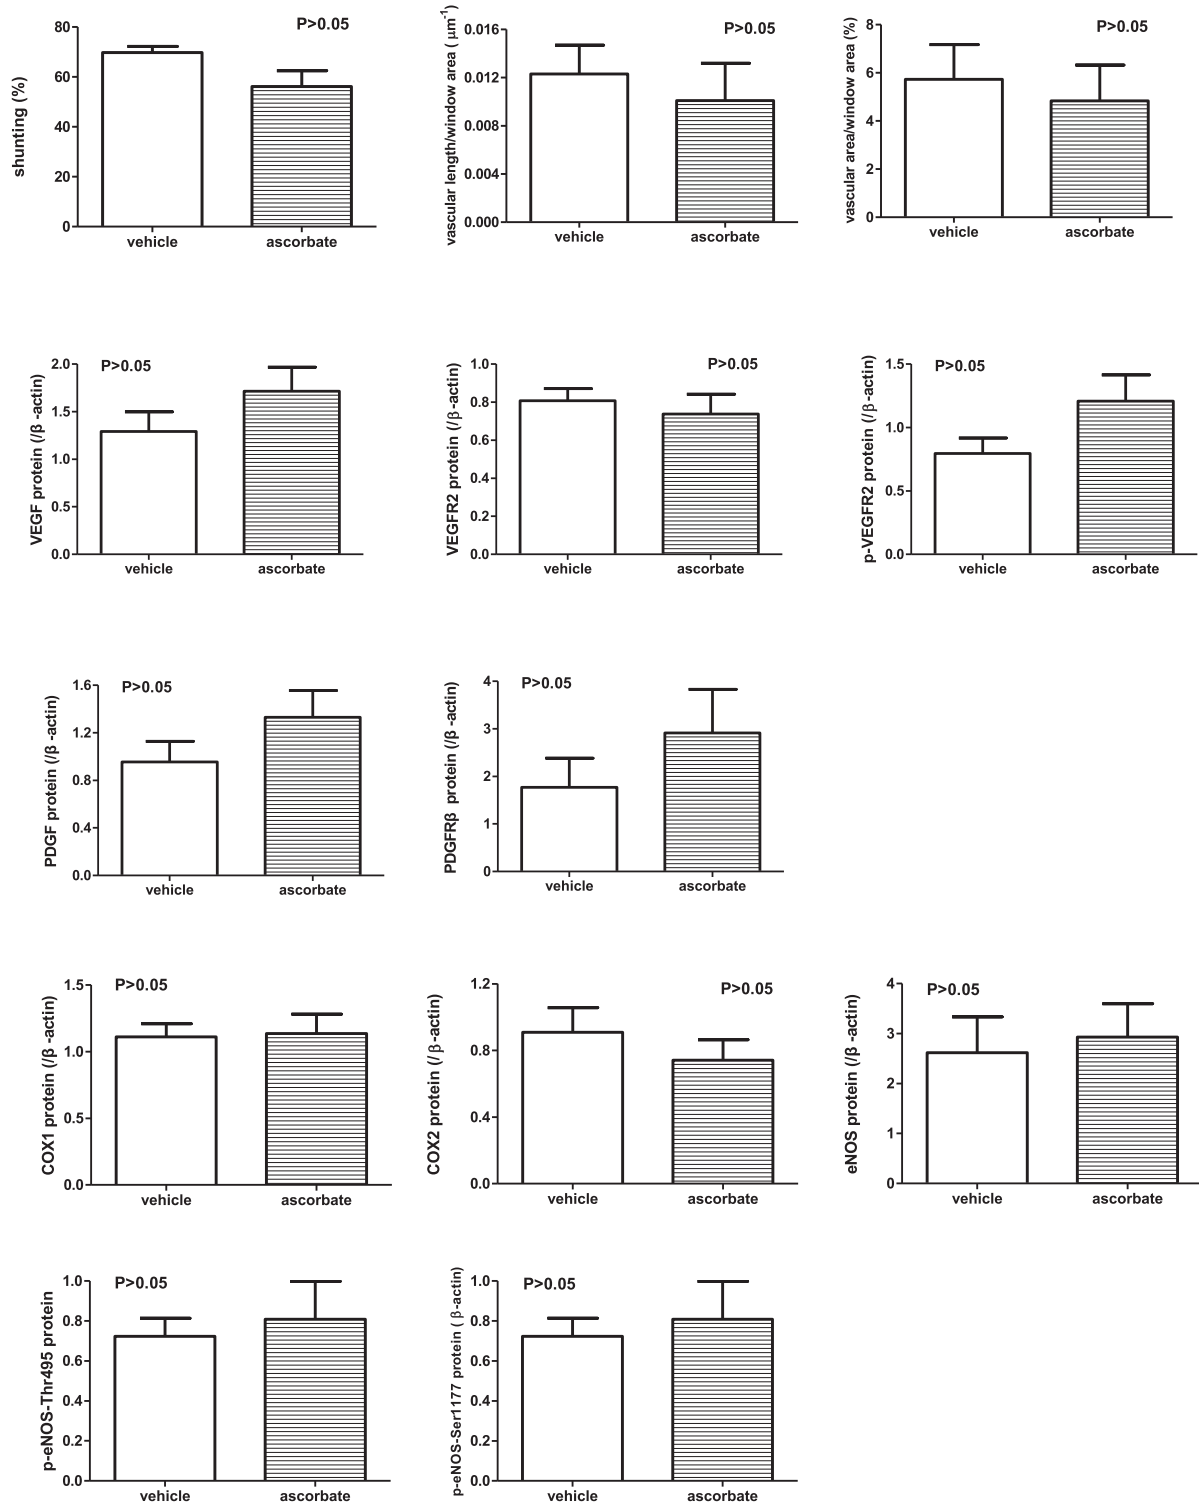 shunting (%)
80
60
40
20
0
P>0.05
vehicle ascorbate
vascular length/window area ( μm⁻¹)
0.016
0.012
0.008
0.004
0.000
P>0.05
vehicle ascorbate
vascular area/window area (%)
8
6
4
2
0
P>0.05
vehicle ascorbate
VEGF protein (/β -actin)
2.0
1.5
1.0
0.5
0.0
P>0.05
vehicle ascorbate
VEGFR2 protein (/β -actin)
1.0
0.8
0.6
0.4
0.2
0.0
P>0.05
vehicle ascorbate
p-VEGFR2 protein (/β -actin)
1.5
1.0
0.5
0.0
P>0.05
vehicle ascorbate
PDGF protein (/β -actin)
1.6
1.2
0.8
0.4
0.0
P>0.05
vehicle ascorbate
PDGFRβ protein (/β -actin)
4
3
2
1
0
P>0.05
vehicle ascorbate
COX1 protein (/β -actin)
1.5
1.0
0.5
0.0
P>0.05
vehicle ascorbate
COX2 protein (/β -actin)
1.2
0.8
0.4
0.0
P>0.05
vehicle ascorbate
eNOS protein (/β -actin)
4
3
2
1
0
P>0.05
vehicle ascorbate
p-eNOS-Thr495 protein
1.0
0.8
0.6
0.4
0.2
0.0
P>0.05
vehicle ascorbate
p-eNOS-Ser1177 protein ( β-actin)
1.0
0.8
0.6
0.4
0.2
0.0
P>0.05
vehicle ascorbate